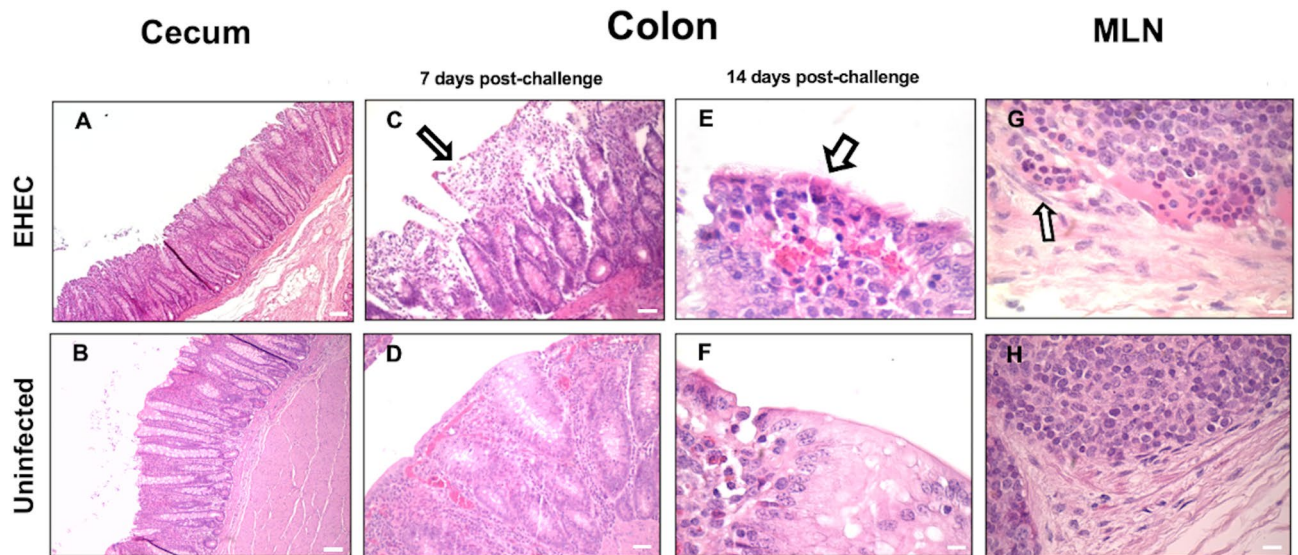 Cecum
Colon
MLN
7 days post-challenge
14 days post-challenge
EHEC
A
C
E
G
Uninfected
B
D
F
H